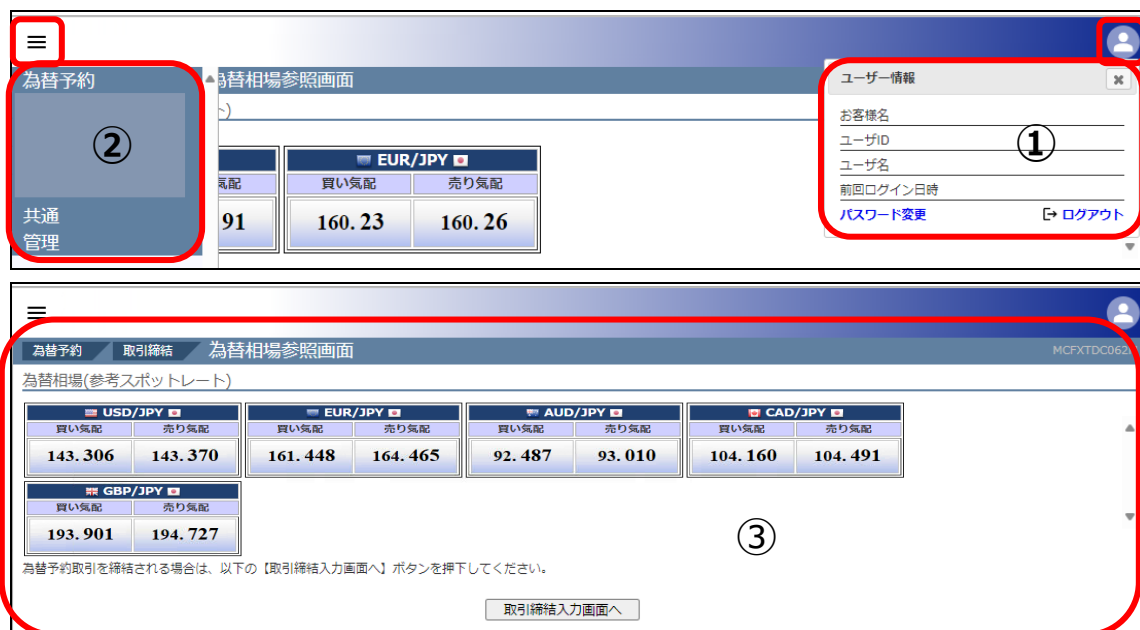 為替予約
為替相場参照画面
ユーザー情報
お客様名
ユーザID
ユーザ名
前回ログイン日時
パスワード変更 ログアウト
①
②
共通
管理
EUR/JPY
気配 買い気配 売り気配
91 160.23 160.26
為替予約 取引締結 為替相場参照画面 MCFXTDC062
為替相場(参考スポットレート)
USD/JPY EUR/JPY AUD/JPY CAD/JPY
買い気配 売り気配 買い気配 売り気配 買い気配 売り気配 買い気配 売り気配
143.306 143.370 161.448 164.465 92.487 93.010 104.160 104.491
GBP/JPY
買い気配 売り気配
193.901 194.727
③
為替予約取引を締結される場合は、以下の【取引締結入力画面へ】ボタンを押下してください。
取引締結入力画面へ